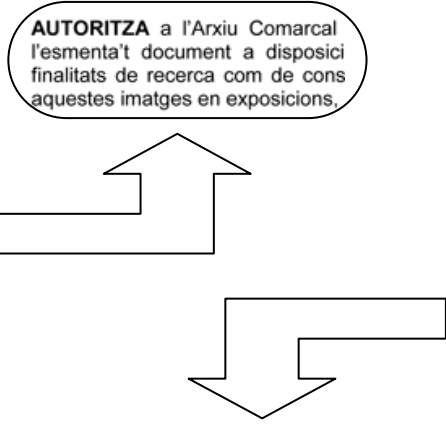 AUTORITZA a l'Arxiu Comarcal
l'esmenta't document a disposici
finalitats de recerca com de cons
aquestes imatges en exposicions,